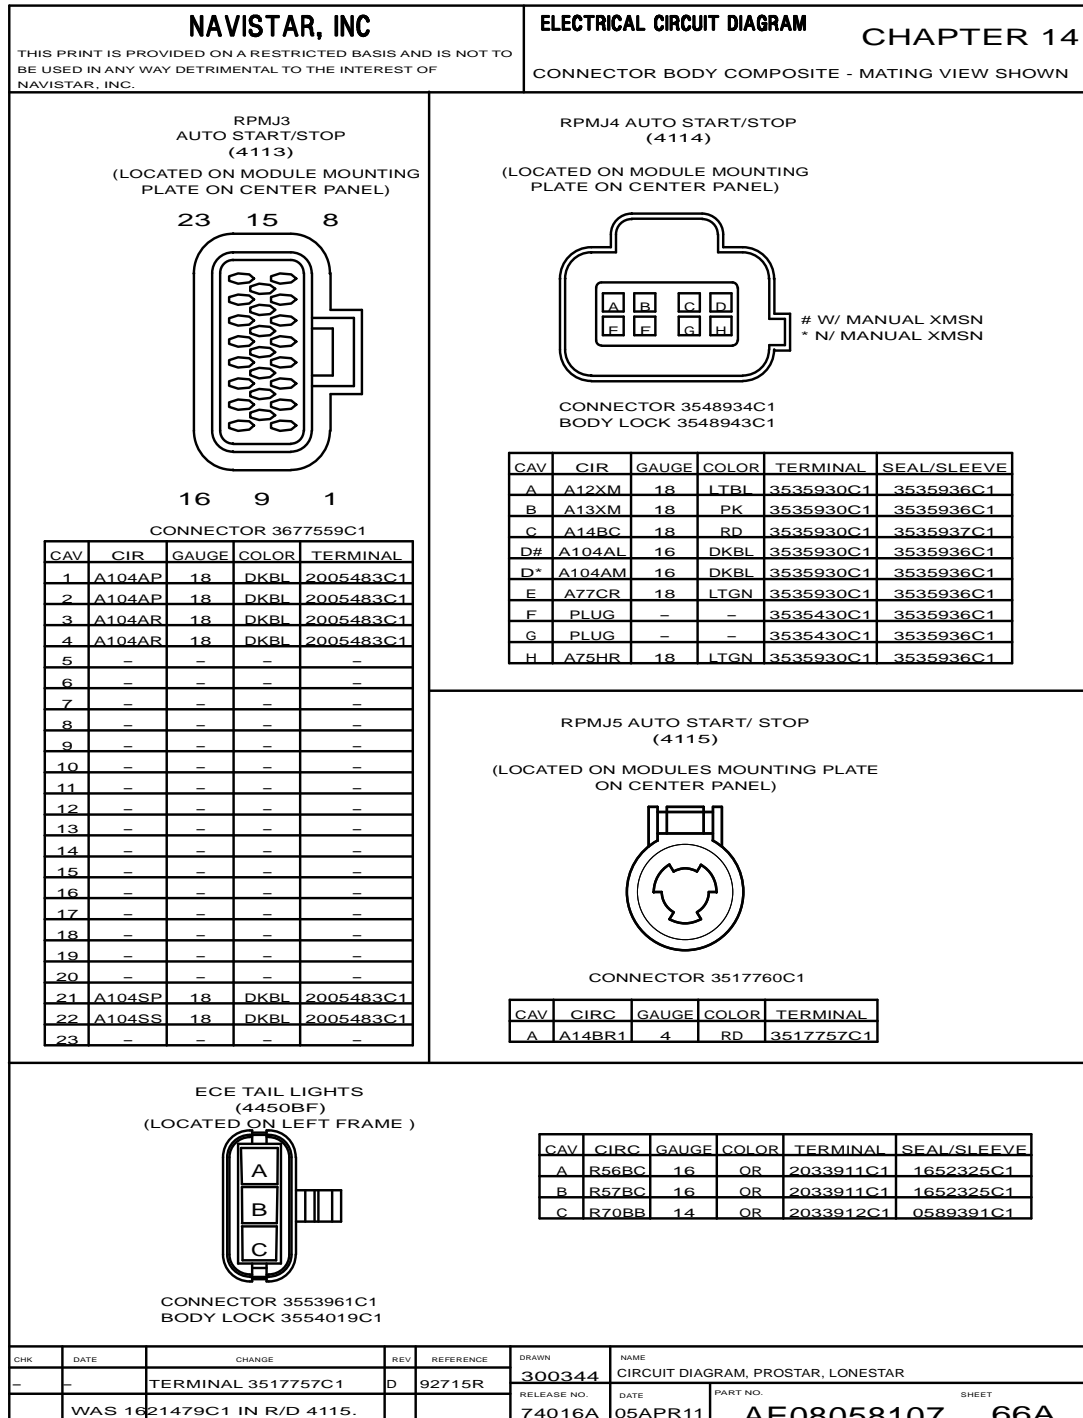 NAVISTAR, INC
THIS PRINT IS PROVIDED ON A RESTRICTED BASIS AND IS NOT TO
BE USED IN ANY WAY DETRIMENTAL TO THE INTEREST OF
NAVISTAR, INC.
ELECTRICAL CIRCUIT DIAGRAM
CHAPTER 14
CONNECTOR BODY COMPOSITE - MATING VIEW SHOWN
RPMJ3
AUTO START/STOP
(4113)
(LOCATED ON MODULE MOUNTING
PLATE ON CENTER PANEL)
23 15 8
16 9 1
CONNECTOR 3677559C1
CAV CIR GAUGE COLOR TERMINAL
1 A104AP 18 DKBL 2005483C1
2 A104AP 18 DKBL 2005483C1
3 A104AR 18 DKBL 2005483C1
4 A104AR 18 DKBL 2005483C1
5 – – – –
6 – – – –
7 – – – –
8 – – – –
9 – – – –
10 – – – –
11 – – – –
12 – – – –
13 – – – –
14 – – – –
15 – – – –
16 – – – –
17 – – – –
18 – – – –
19 – – – –
20 – – – –
21 A104SP 18 DKBL 2005483C1
22 A104SS 18 DKBL 2005483C1
23 – – – –
RPMJ4 AUTO START/STOP
(4114)
(LOCATED ON MODULE MOUNTING
PLATE ON CENTER PANEL)
A B C D
E F G H
# W/ MANUAL XMSN
* N/ MANUAL XMSN
CONNECTOR 3548934C1
BODY LOCK 3548943C1
CAV CIR GAUGE COLOR TERMINAL SEAL/SLEEVE
A A12XM 18 LTBL 3535930C1 3535936C1
B A13XM 18 PK 3535930C1 3535936C1
C A14BC 18 RD 3535930C1 3535937C1
D# A104AL 16 DKBL 3535930C1 3535936C1
D* A104AM 16 DKBL 3535930C1 3535936C1
E A77CR 18 LTGN 3535930C1 3535936C1
F PLUG – – 3535430C1 3535936C1
G PLUG – – 3535430C1 3535936C1
H A75HR 18 LTGN 3535930C1 3535936C1
RPMJ5 AUTO START/ STOP
(4115)
(LOCATED ON MODULES MOUNTING PLATE
ON CENTER PANEL)
CONNECTOR 3517760C1
CAV CIRC GAUGE COLOR TERMINAL
A A14BR1 4 RD 3517757C1
ECE TAIL LIGHTS
(4450BF)
(LOCATED ON LEFT FRAME )
A
B
C
CONNECTOR 3553961C1
BODY LOCK 3554019C1
CAV CIRC GAUGE COLOR TERMINAL SEAL/SLEEVE
A R56BC 16 OR 2033911C1 1652325C1
B R57BC 16 OR 2033911C1 1652325C1
C R70BB 14 OR 2033912C1 0589391C1
CHK DATE CHANGE REV REFERENCE
– – TERMINAL 3517757C1 D 92715R
WAS 1621479C1 IN R/D 4115.
DRAWN
300344
NAME
CIRCUIT DIAGRAM, PROSTAR, LONESTAR
RELEASE NO.
74016A
DATE
05APR11
PART NO.
AE08058107
SHEET
66A